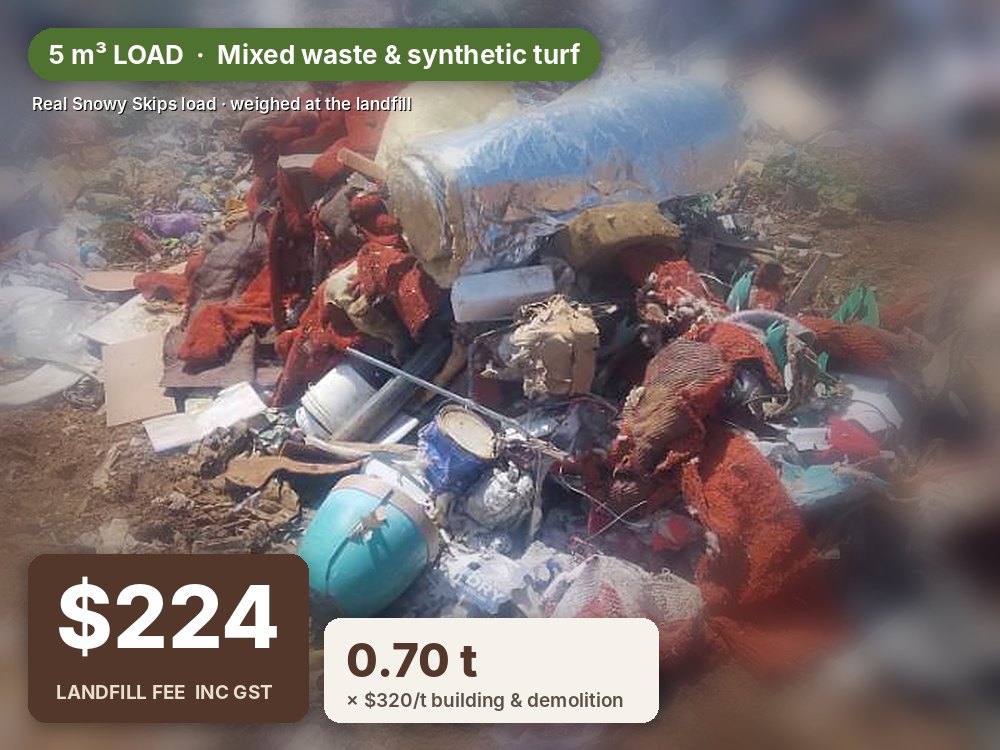 5 m³ LOAD · Mixed waste & synthetic turf
Real Snowy Skips load · weighed at the landfill
$224
LANDFILL FEE INC GST
0.70 t
× $320/t building & demolition